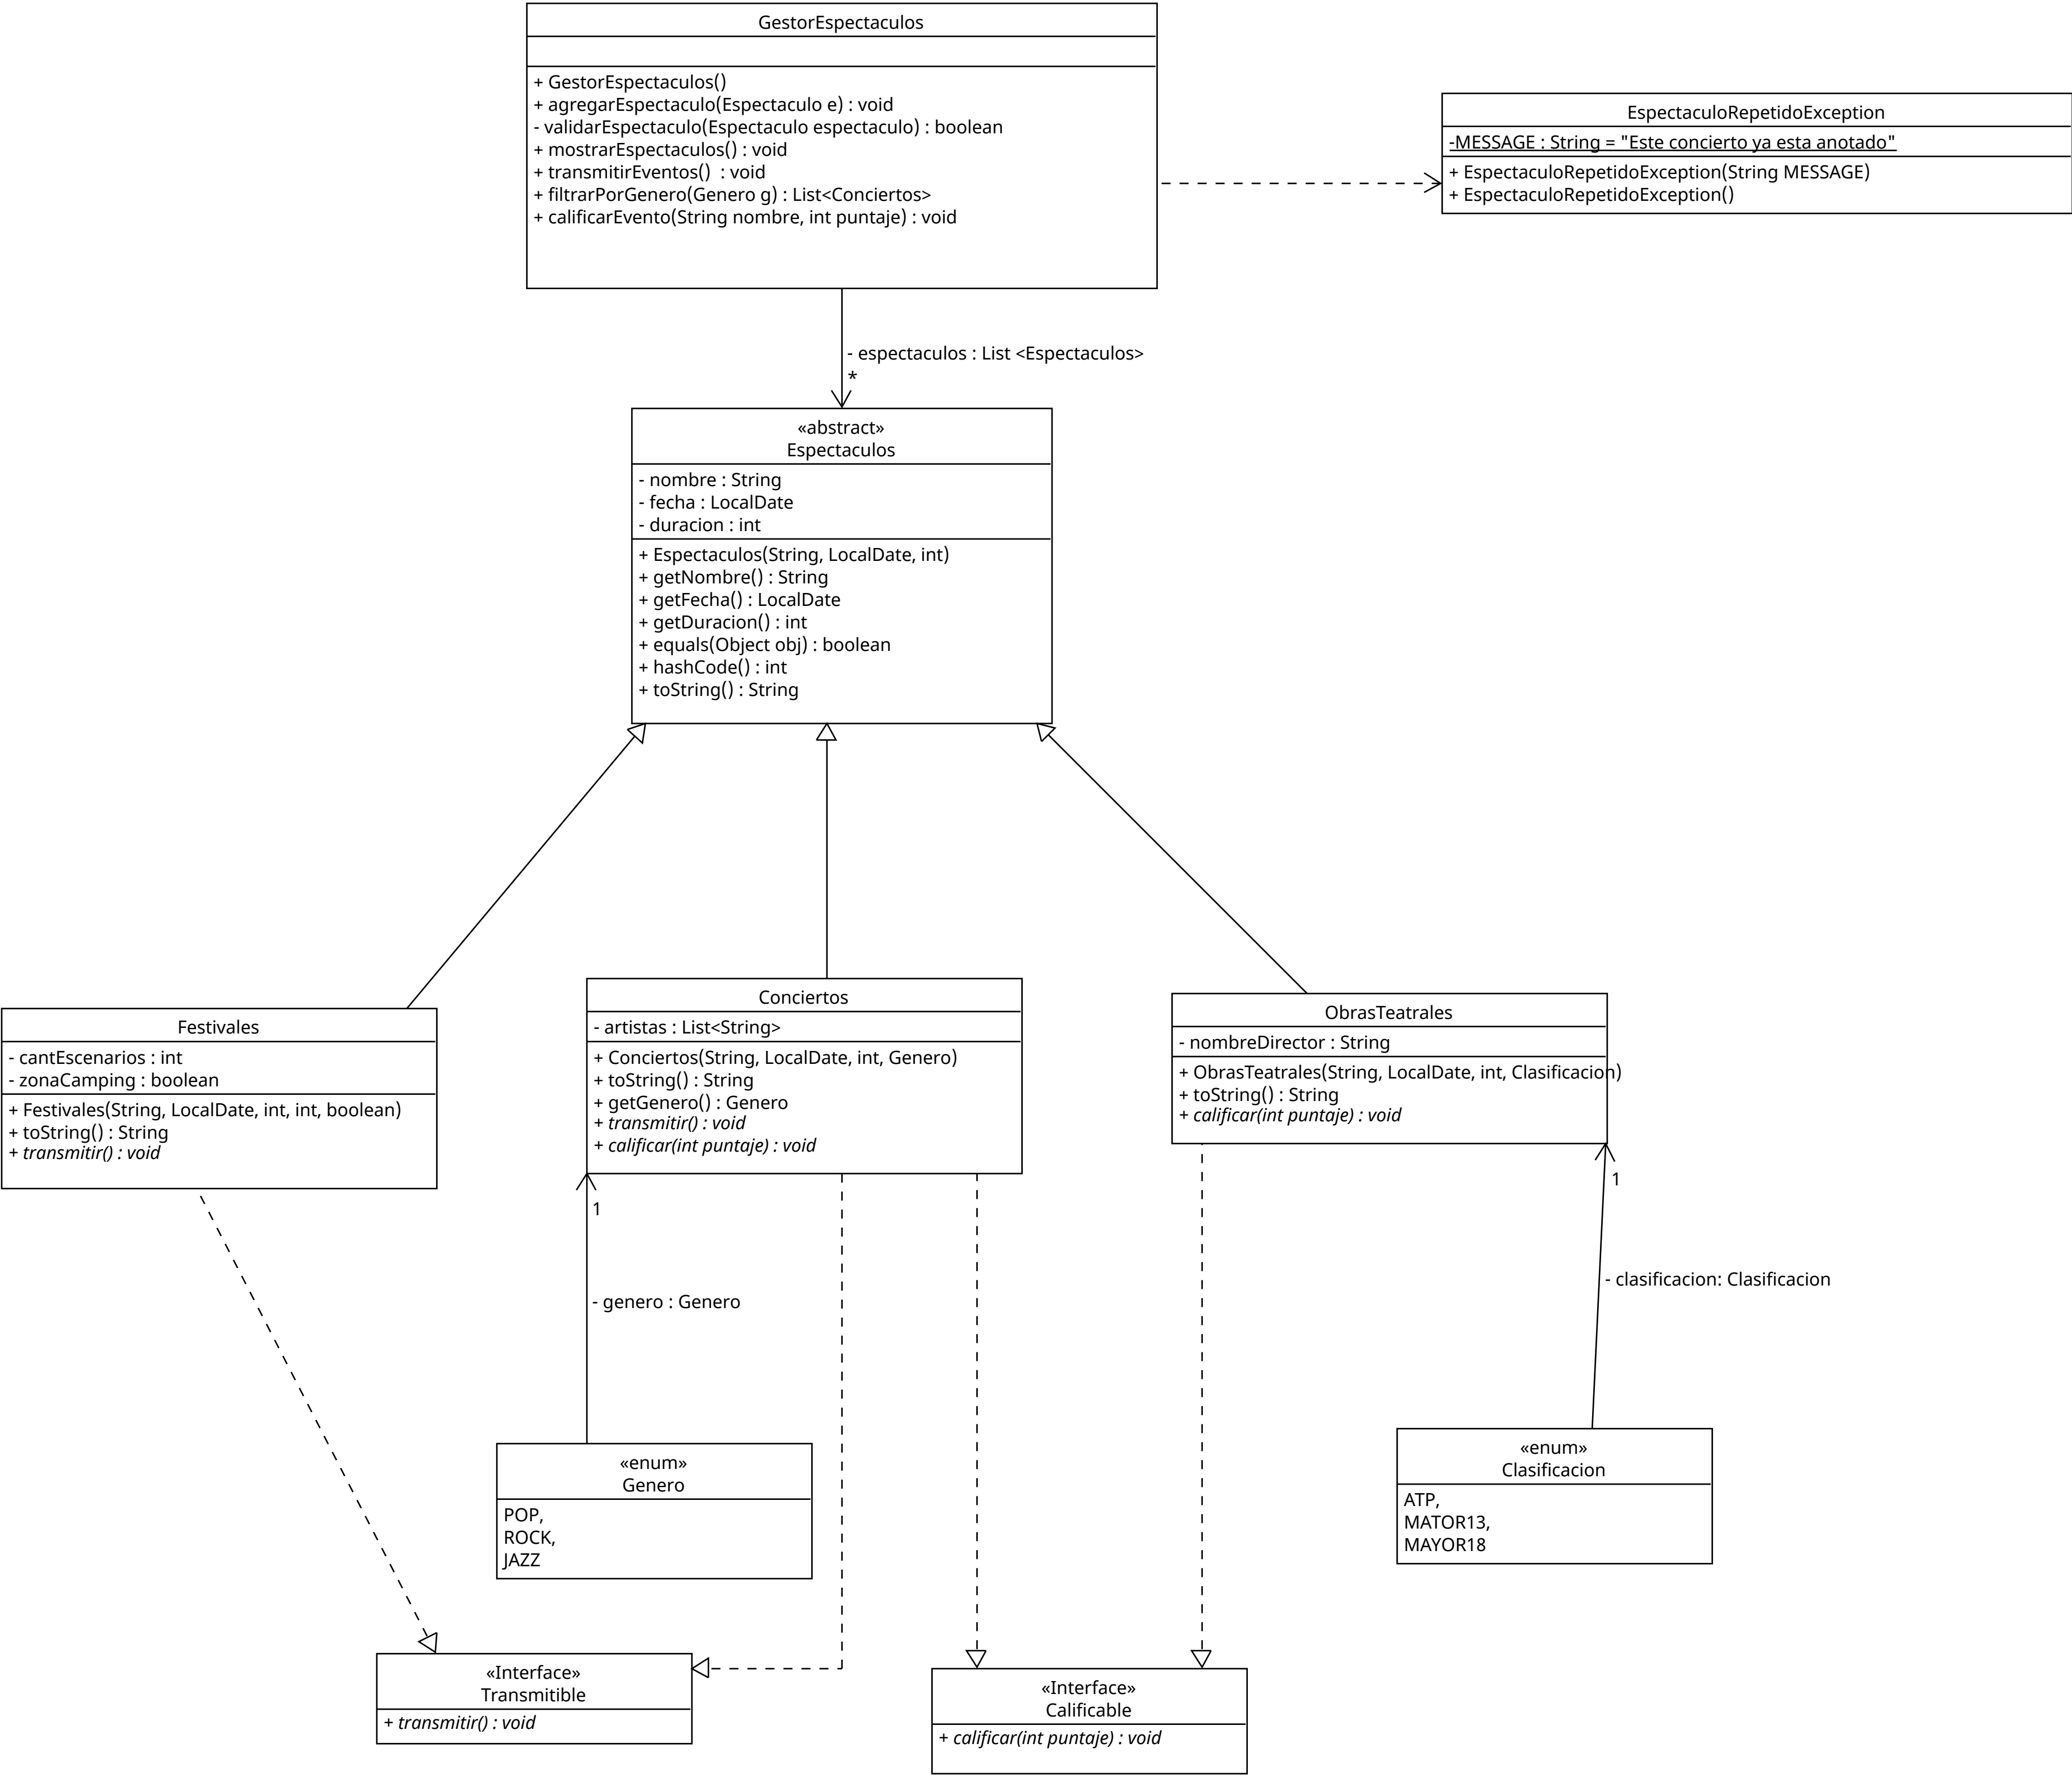 GestorEspectaculos
+ GestorEspectaculos()
+ agregarEspectaculo(Espectaculo e) : void
- validarEspectaculo(Espectaculo espectaculo) : boolean
+ mostrarEspectaculos() : void
+ transmitirEventos()  : void
+ filtrarPorGenero(Genero g) : List<Conciertos>
+ calificarEvento(String nombre, int puntaje) : void
EspectaculoRepetidoException
-MESSAGE : String = "Este concierto ya esta anotado"
+ EspectaculoRepetidoException(String MESSAGE)
+ EspectaculoRepetidoException()
- espectaculos : List <Espectaculos>
*
«abstract»
Espectaculos
- nombre : String
- fecha : LocalDate
- duracion : int
+ Espectaculos(String, LocalDate, int)
+ getNombre() : String
+ getFecha() : LocalDate
+ getDuracion() : int
+ equals(Object obj) : boolean
+ hashCode() : int
+ toString() : String
Festivales
- cantEscenarios : int
- zonaCamping : boolean
+ Festivales(String, LocalDate, int, int, boolean)
+ toString() : String
+ transmitir() : void
Conciertos
- artistas : List<String>
+ Conciertos(String, LocalDate, int, Genero)
+ toString() : String
+ getGenero() : Genero
+ transmitir() : void
+ calificar(int puntaje) : void
ObrasTeatrales
- nombreDirector : String
+ ObrasTeatrales(String, LocalDate, int, Clasificacion)
+ toString() : String
+ calificar(int puntaje) : void
1
- genero : Genero
1
- clasificacion: Clasificacion
«enum»
Genero
POP,
ROCK,
JAZZ
«enum»
Clasificacion
ATP,
MATOR13,
MAYOR18
«Interface»
Transmitible
+ transmitir() : void
«Interface»
Calificable
+ calificar(int puntaje) : void